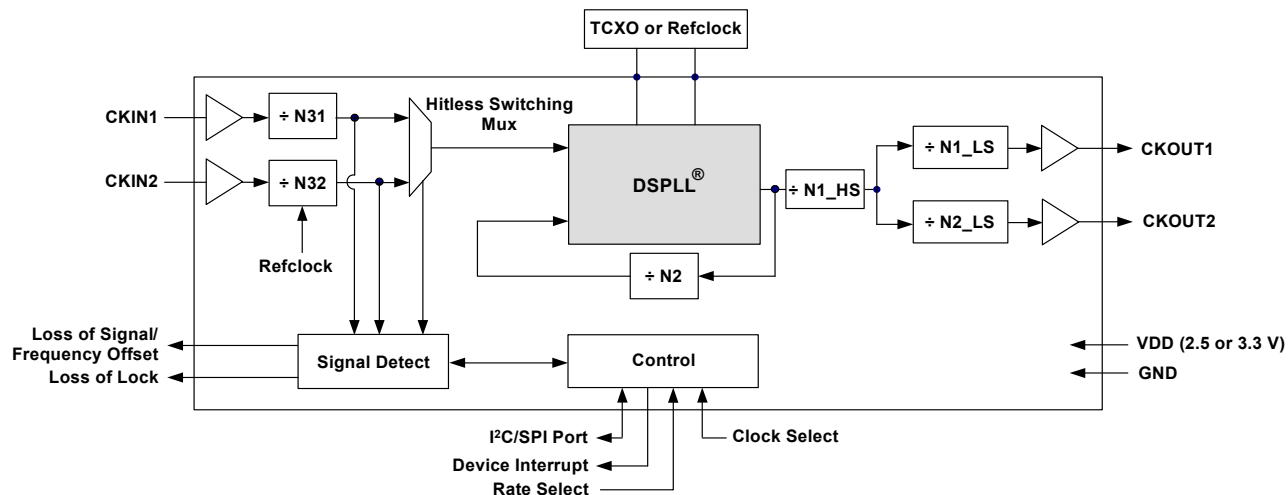 TCXO or Refclock
CKIN1
÷ N31
Hitless Switching
Mux
CKIN2
÷ N32
DSPLL®
÷ N1_HS
÷ N1_LS
CKOUT1
÷ N2_LS
CKOUT2
Refclock
÷ N2
Loss of Signal/
Frequency Offset
Loss of Lock
Signal Detect
Control
VDD (2.5 or 3.3 V)
GND
I²C/SPI Port
Clock Select
Device Interrupt
Rate Select